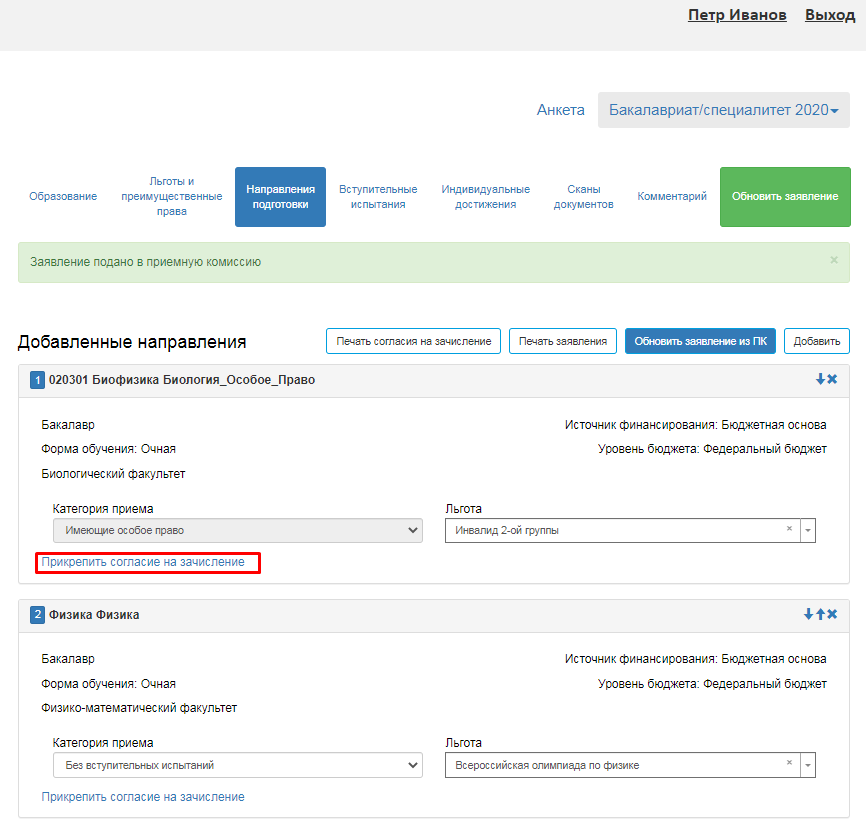 Петр Иванов Выход
Анкета Бакалавриат/специалитет 2020
Образование
Льготы и
преимущественные
права
Направления
подготовки
Вступительные
испытания
Индивидуальные
достижения
Сканы
документов
Комментарий
Обновить заявление
Заявление подано в приемную комиссию ×
Добавленные направления
Печать согласия на зачисление Печать заявления Обновить заявление из ПК Добавить
1 020301 Биофизика Биология_Особое_Право
Бакалавр Источник финансирования: Бюджетная основа
Форма обучения: Очная Уровень бюджета: Федеральный бюджет
Биологический факультет
Категория приема Льгота
Имеющие особое право Инвалид 2-ой группы ×
Прикрепить согласие на зачисление
2 Физика Физика
Бакалавр Источник финансирования: Бюджетная основа
Форма обучения: Очная Уровень бюджета: Федеральный бюджет
Физико-математический факультет
Категория приема Льгота
Без вступительных испытаний Всероссийская олимпиада по физике ×
Прикрепить согласие на зачисление